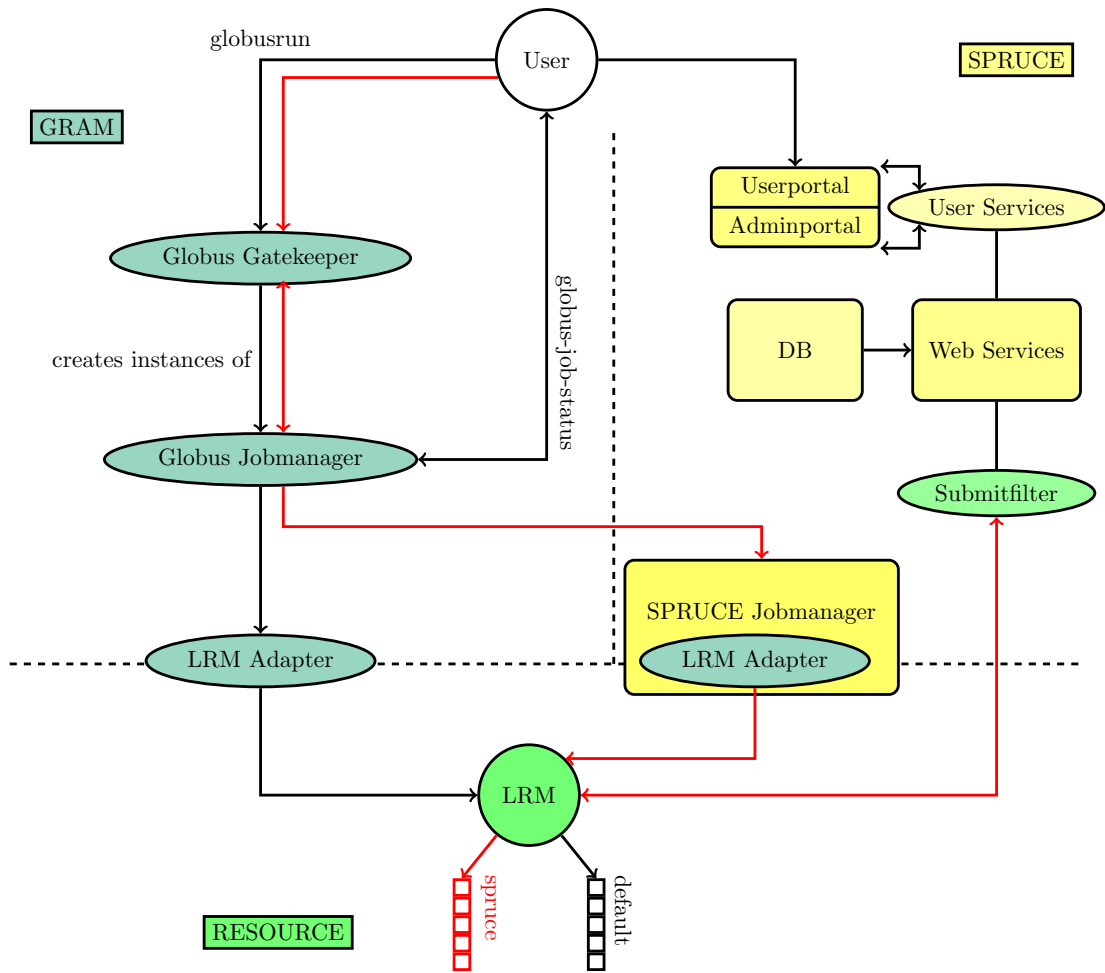 globusrun
User
SPRUCE
GRAM
Userportal
Adminportal
User Services
Globus Gatekeeper
globus-job-status
creates instances of
DB
Web Services
Globus Jobmanager
Submitfilter
SPRUCE Jobmanager
LRM Adapter
LRM Adapter
LRM
spruce
default
RESOURCE